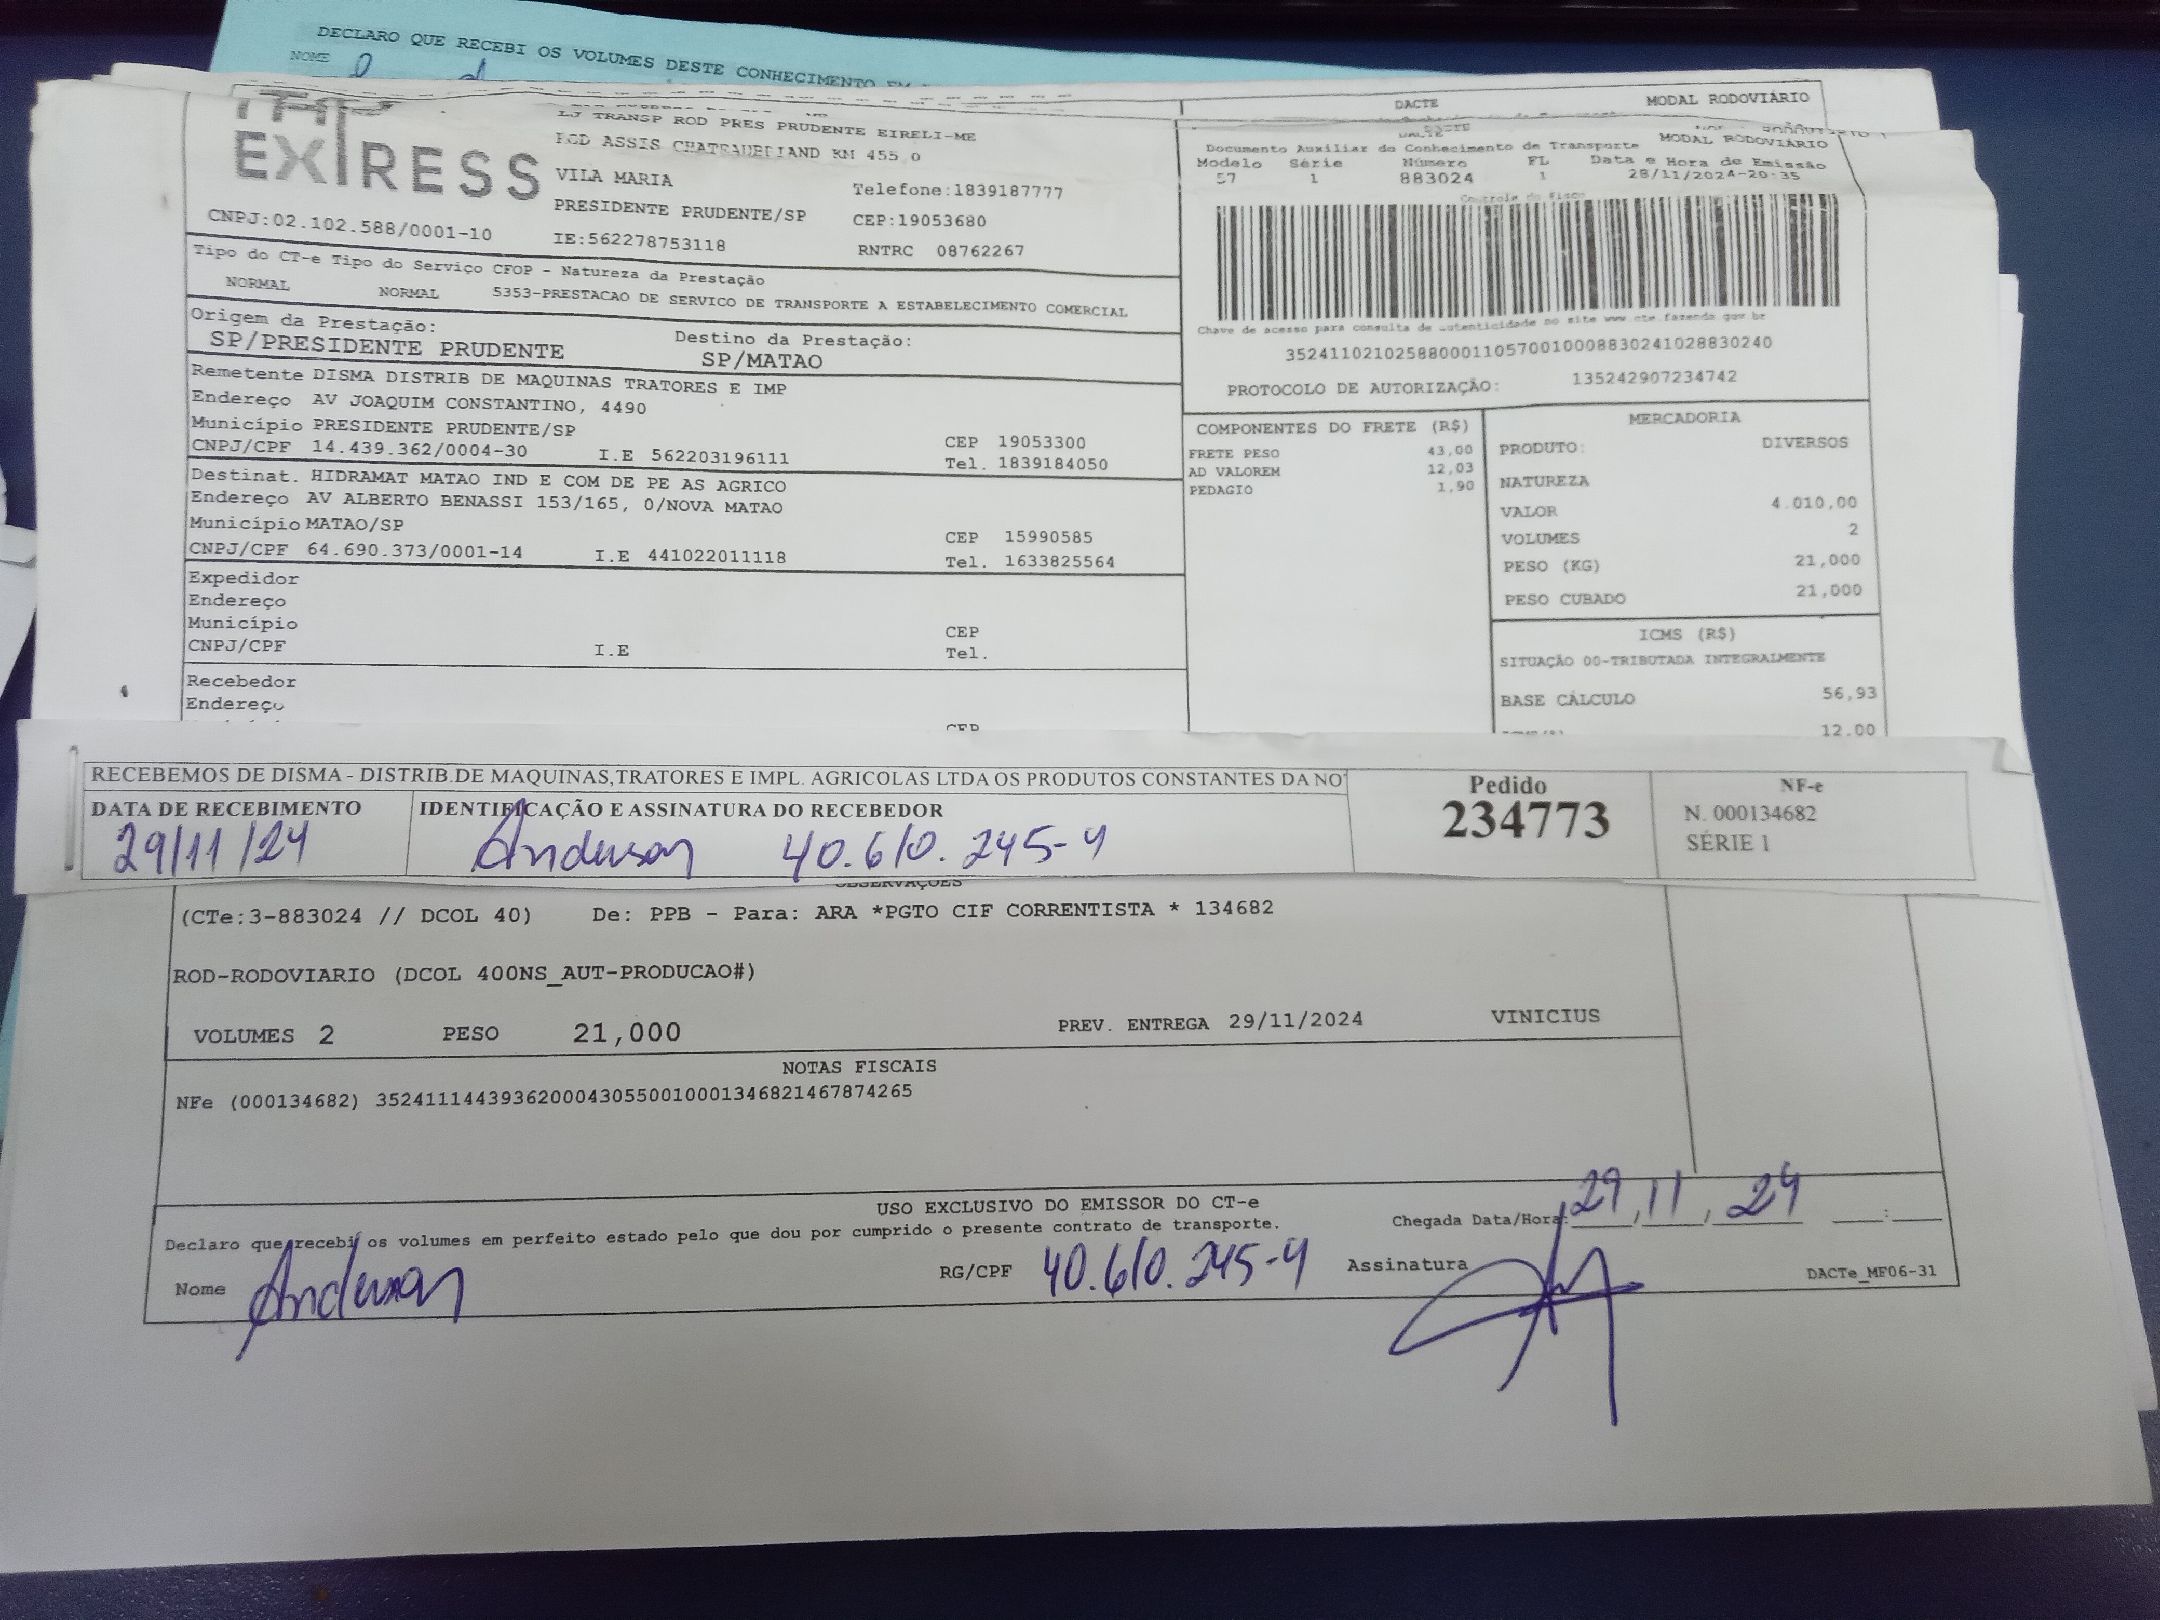 DECLARO QUE RECEBI OS VOLUMES DESTE CONHECIMENTO EM
NOME
DACTE MODAL RODOVIÁRIO
EXPRESS
LJ TRANSP ROD PRES PRUDENTE EIRELI-ME
ROD ASSIS CHATEAUBRIAND KM 455 0
VILA MARIA Telefone:1839187777
PRESIDENTE PRUDENTE/SP CEP:19053680
CNPJ:02.102.588/0001-10 IE:562278753118 RNTRC 08762267
DACTE MODAL RODOVIÁRIO
Documento Auxiliar do Conhecimento de Transporte
Modelo Série Número FL Data e Hora de Emissão
57 1 883024 1 28/11/2024-20:35
Controle do Fisco
Chave de acesso para consulta de autenticidade no site www.cte.fazenda.gov.br
35241102102588000110570010008830241028830240
PROTOCOLO DE AUTORIZAÇÃO: 135242907234742
Tipo do CT-e Tipo do Serviço CFOP - Natureza da Prestação
NORMAL NORMAL 5353-PRESTACAO DE SERVICO DE TRANSPORTE A ESTABELECIMENTO COMERCIAL
Origem da Prestação: Destino da Prestação:
SP/PRESIDENTE PRUDENTE SP/MATAO
Remetente DISMA DISTRIB DE MAQUINAS TRATORES E IMP
Endereço AV JOAQUIM CONSTANTINO, 4490
Município PRESIDENTE PRUDENTE/SP CEP 19053300
CNPJ/CPF 14.439.362/0004-30 I.E 562203196111 Tel. 1839184050
Destinat. HIDRAMAT MATAO IND E COM DE PE AS AGRICO
Endereço AV ALBERTO BENASSI 153/165, 0/NOVA MATAO
Município MATAO/SP CEP 15990585
CNPJ/CPF 64.690.373/0001-14 I.E 441022011118 Tel. 1633825564
Expedidor
Endereço
Município CEP
CNPJ/CPF I.E Tel.
Recebedor
Endereço
CEP
COMPONENTES DO FRETE (R$)
FRETE PESO 43,00
AD VALOREM 12,03
PEDAGIO 1,90
MERCADORIA
PRODUTO: DIVERSOS
NATUREZA
VALOR 4.010,00
VOLUMES 2
PESO (KG) 21,000
PESO CUBADO 21,000
ICMS (R$)
SITUAÇÃO 00-TRIBUTADA INTEGRALMENTE
BASE CÁLCULO 56,93
12.00
RECEBEMOS DE DISMA - DISTRIB.DE MAQUINAS,TRATORES E IMPL. AGRICOLAS LTDA OS PRODUTOS CONSTANTES DA NO
DATA DE RECEBIMENTO IDENTIFICAÇÃO E ASSINATURA DO RECEBEDOR
29/11/24 Anderson 40.610.245-4
Pedido
234773
NF-e
N. 000134682
SÉRIE 1
OBSERVAÇÕES
(CTe:3-883024 // DCOL 40) De: PPB - Para: ARA *PGTO CIF CORRENTISTA * 134682
ROD-RODOVIARIO (DCOL 400NS_AUT-PRODUCAO#)
VOLUMES 2 PESO 21,000 PREV. ENTREGA 29/11/2024 VINICIUS
NOTAS FISCAIS
NFe (000134682) 35241114439362000430550010001346821467874265
USO EXCLUSIVO DO EMISSOR DO CT-e
Declaro que recebi os volumes em perfeito estado pelo que dou por cumprido o presente contrato de transporte.
Chegada Data/Hora: 29, 11, 24 :
Nome Anderson RG/CPF 40.610.245-4 Assinatura
DACTe_MF06-31